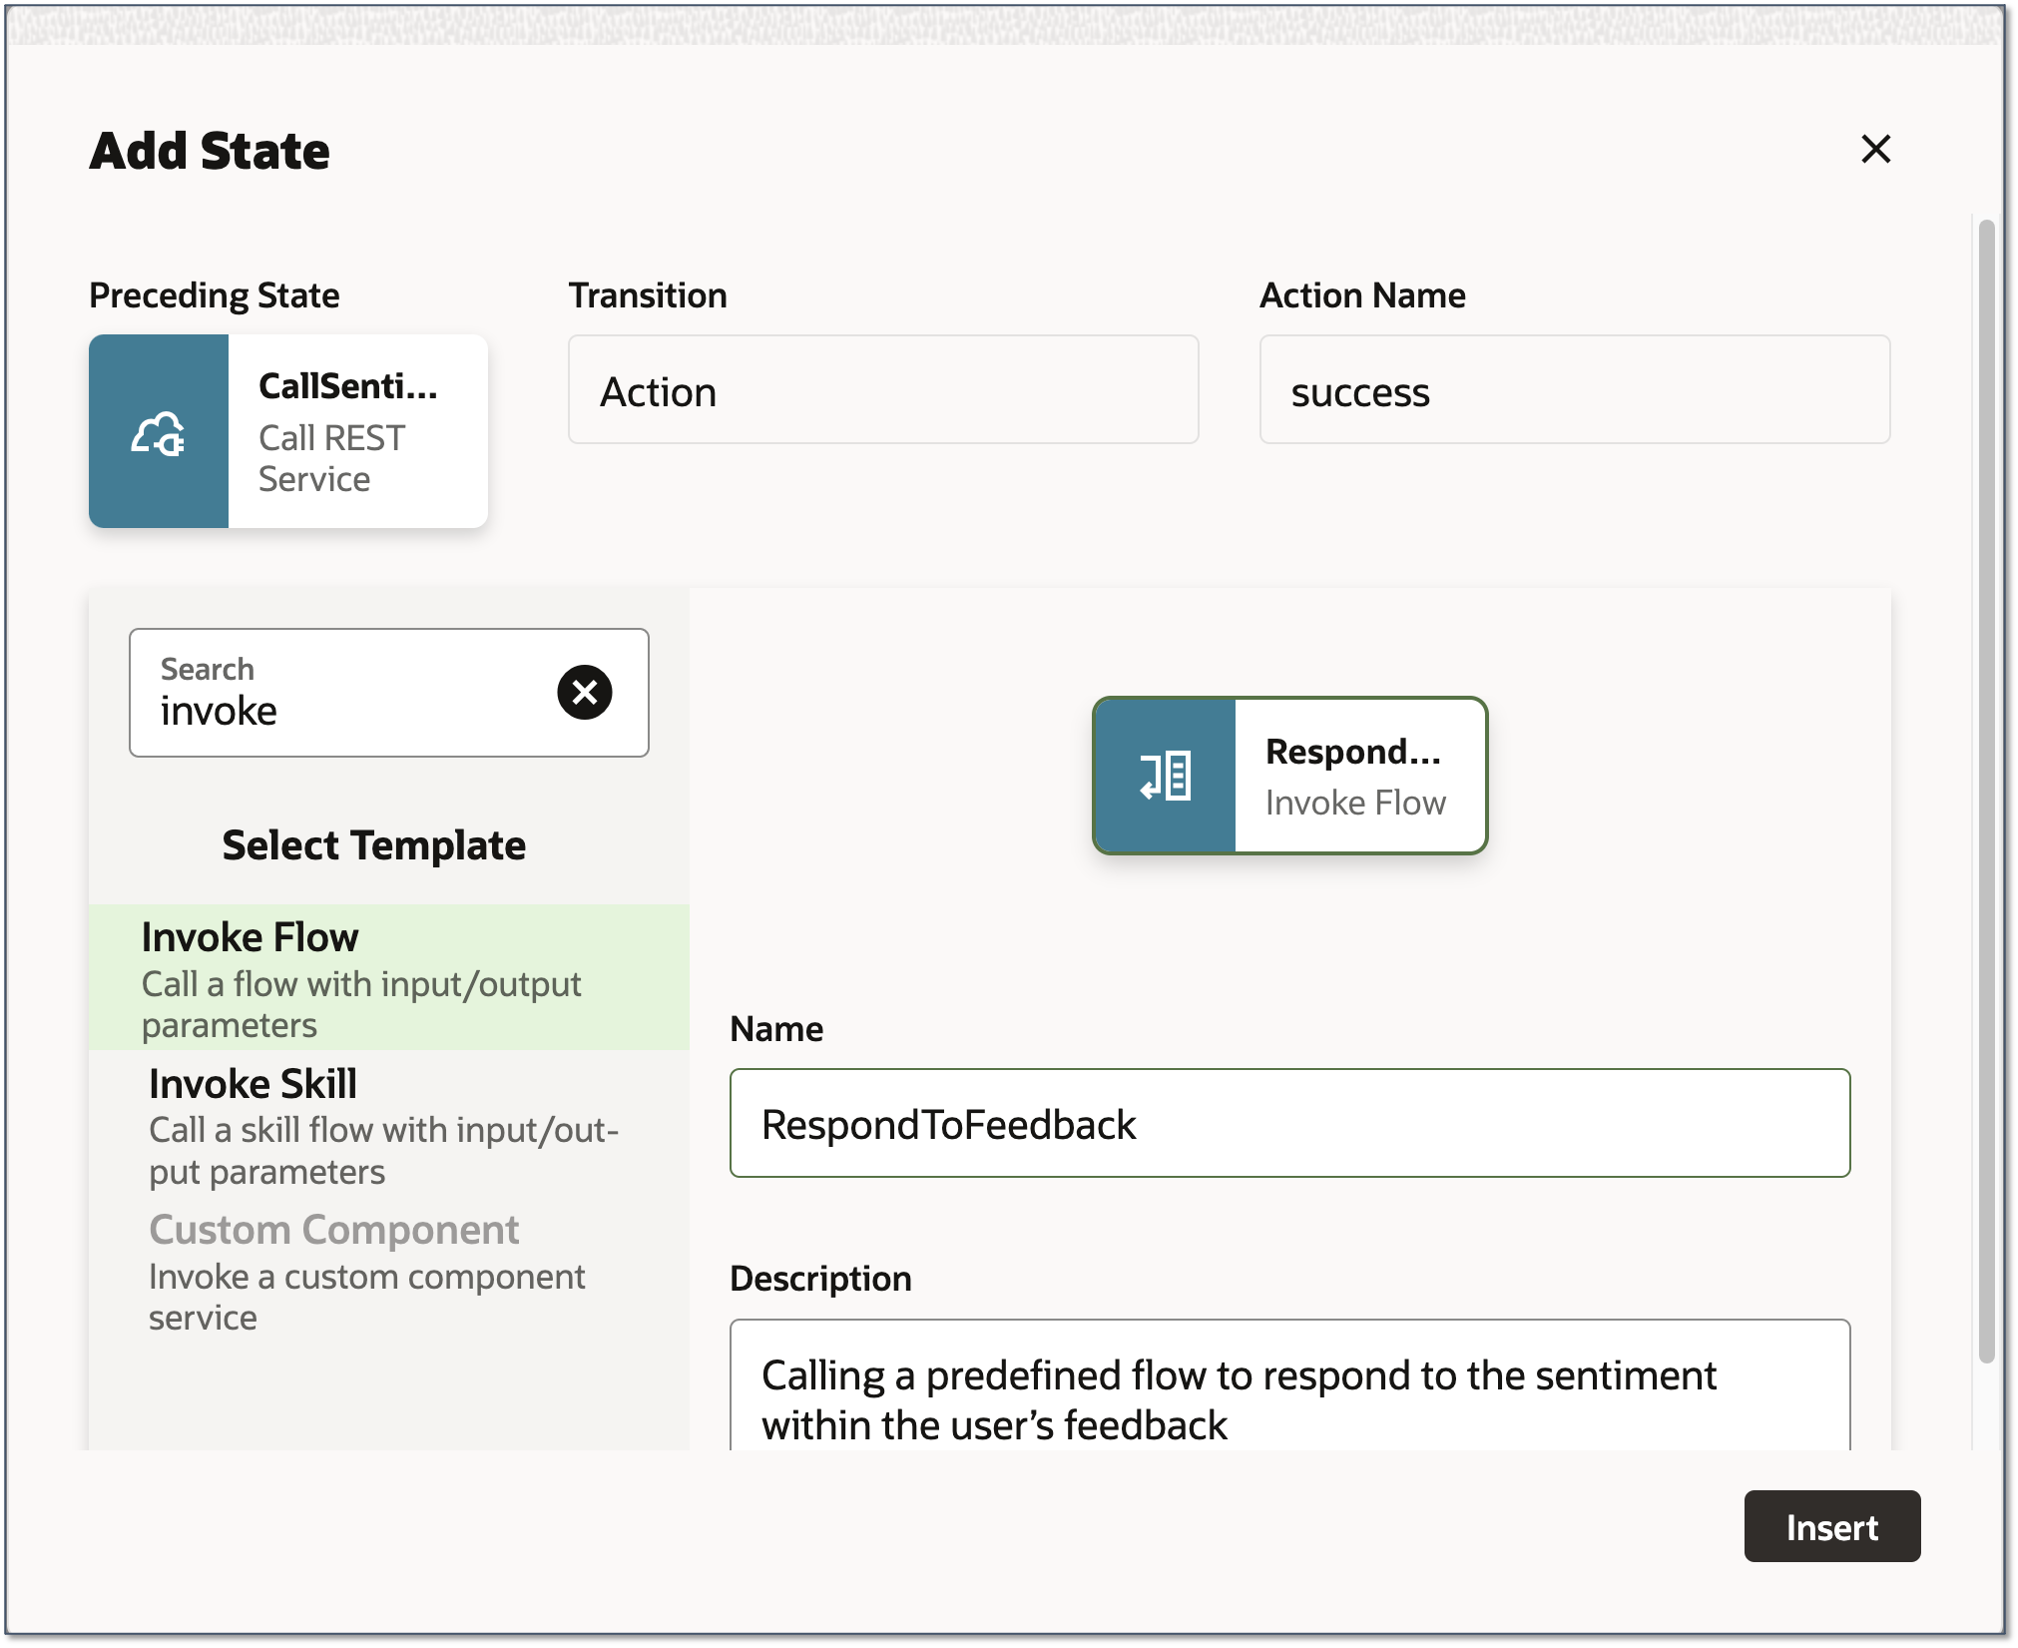 Add State
Preceding State
Transition
Action Name
CallSenti...
Call REST
Service
Action
success
Search
invoke
Select Template
Invoke Flow
Call a flow with input/output
parameters
Invoke Skill
Call a skill flow with input/out-
put parameters
Custom Component
Invoke a custom component
service
Respond...
Invoke Flow
Name
RespondToFeedback
Description
Calling a predefined flow to respond to the sentiment
within the user’s feedback
Insert